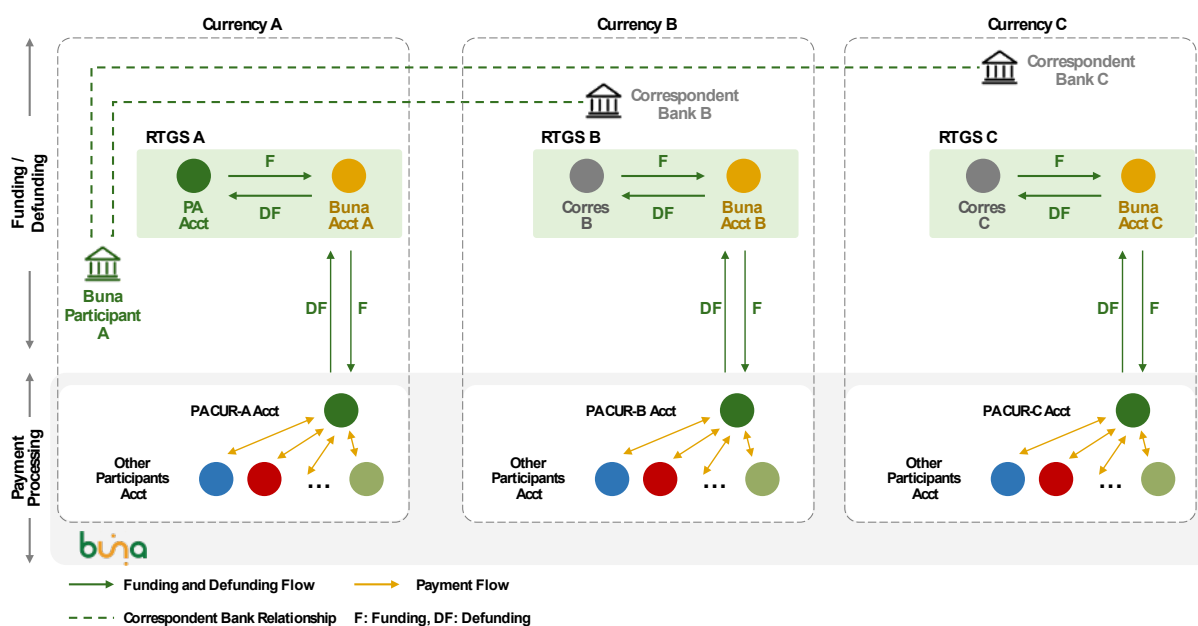 Currency A
Currency B
Currency C
Correspondent
Bank C
Correspondent
Bank B
Funding /
Defunding
RTGS A
F
DF
PA
Acct
Buna
Acct A
RTGS B
F
DF
Corres
B
Buna
Acct B
RTGS C
F
DF
Corres
C
Buna
Acct C
Buna
Participant
A
DF
F
DF
F
DF
F
Payment
Processing
PACUR-A Acct
Other
Participants
Acct
...
PACUR-B Acct
Other
Participants
Acct
...
PACUR-C Acct
Other
Participants
Acct
...
buna
Funding and Defunding Flow
Payment Flow
Correspondent Bank Relationship
F: Funding, DF: Defunding